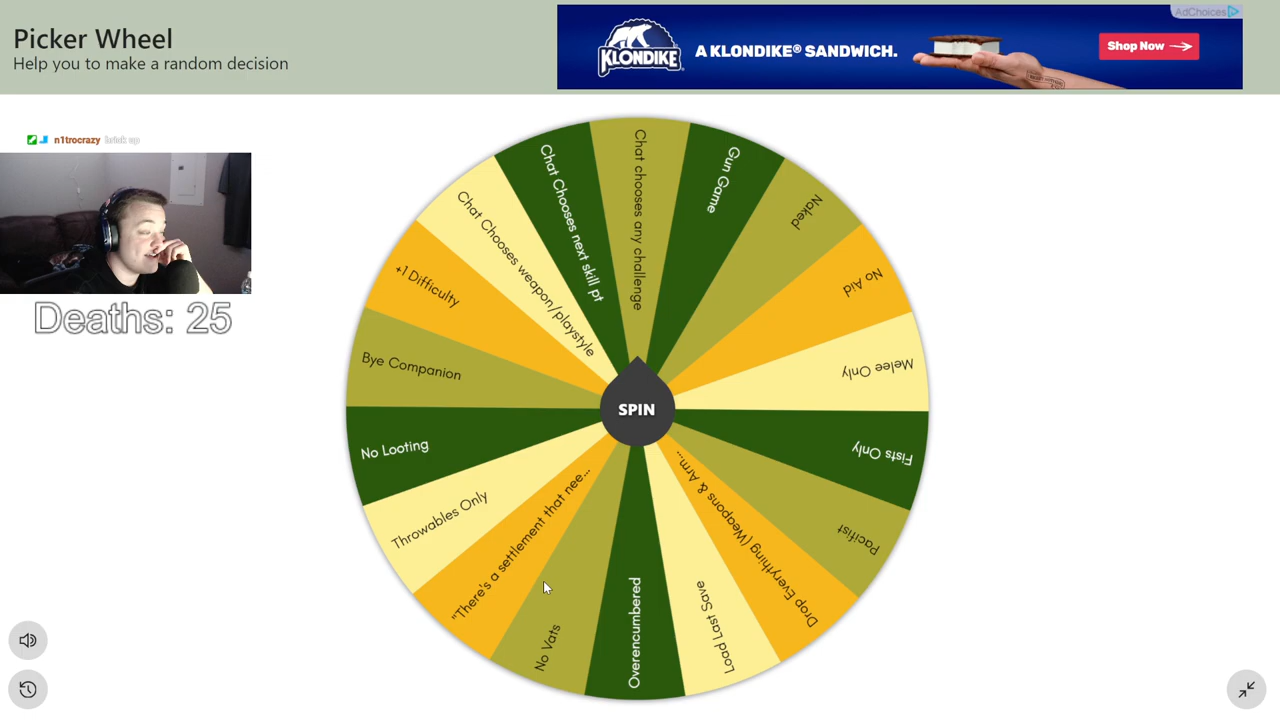 Picker Wheel
Help you to make a random decision
KLONDIKE
A KLONDIKE® SANDWICH.
Shop Now
AdChoices
n1trocrazy brick up
Deaths: 25
Chat chooses any challenge
Gun Game
Naked
No Aid
Melee Only
Fists Only
Pacifist
Drop Everything (Weapons & Arm...
Load Last Save
Overencumbered
No Vats
"There's a settlement that nee...
Throwables Only
No Looting
Bye Companion
+1 Difficulty
Chat Chooses weapon/playstyle
Chat Chooses next skill pt
SPIN